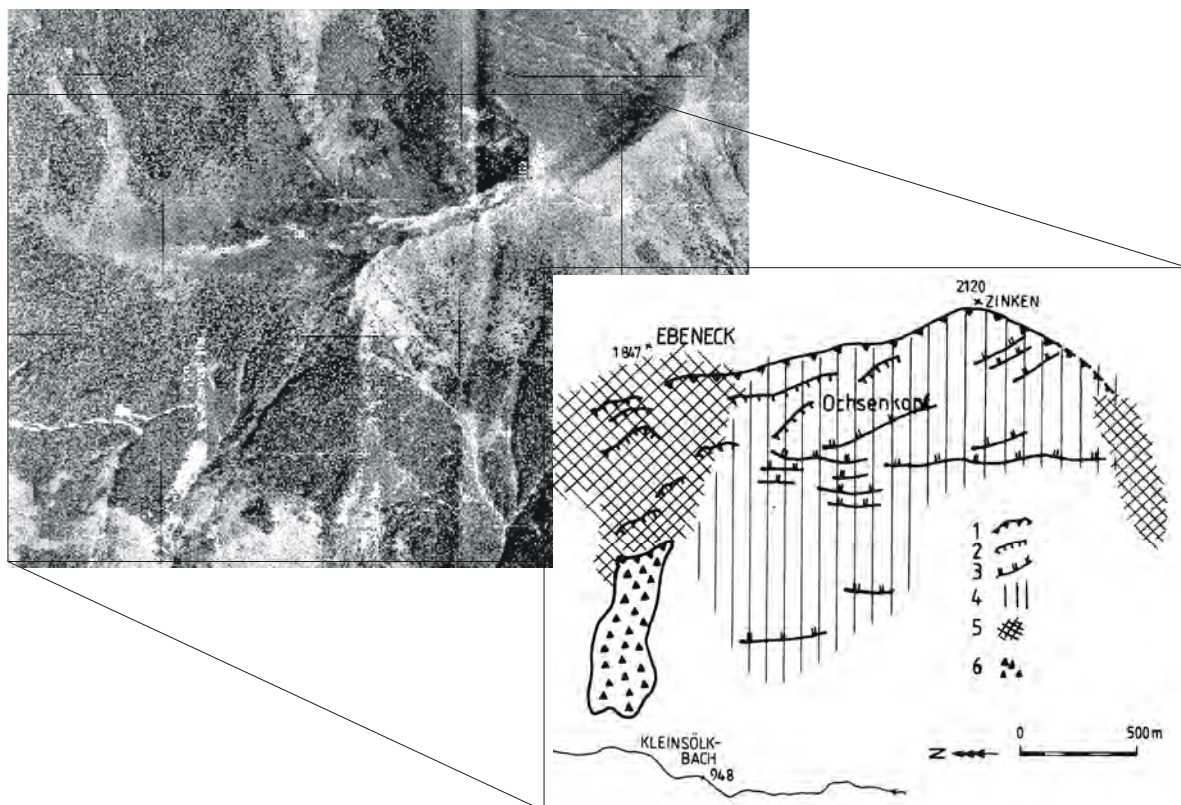 2120
ZINKEN
EBENECK
1847
Ochsenkopf
1
2
3
4
5
6
0 500m
N
KLEINSÖLK-
BACH
948